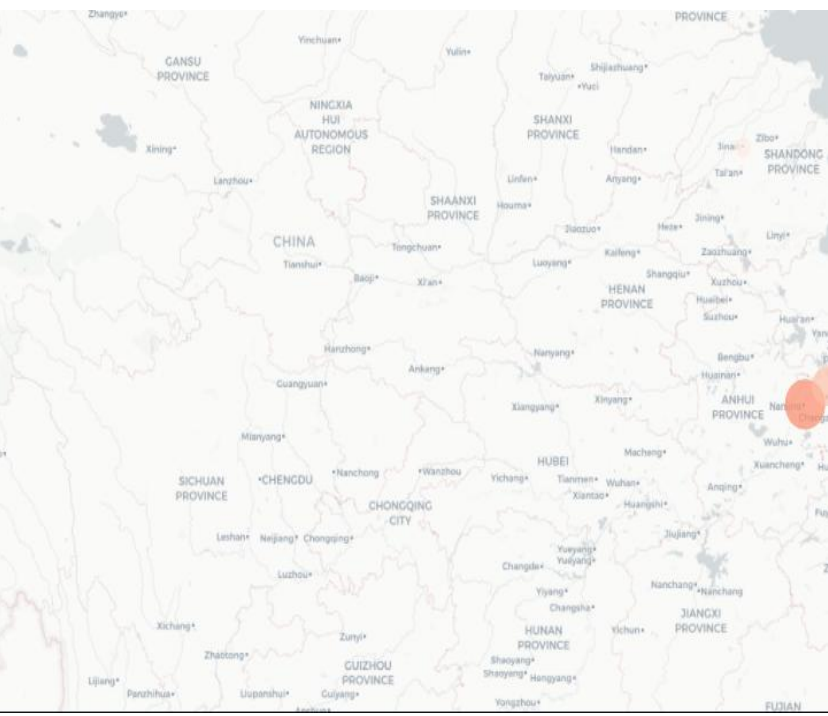 Zhangye
PROVINCE
Yinchuan
Yulin
GANSU
PROVINCE
Shijiazhuang
Taiyuan
Yuci
NINGXIA
HUI
AUTONOMOUS
REGION
SHANXI
PROVINCE
Zibo
Xining
Handan
SHANDONG
PROVINCE
Tai'an
Lanzhou
Linfen
Anyang
SHAANXI
PROVINCE
Houma
Jining
Jiaozuo
Heze
Linyi
CHINA
Tongchuan
Kaifeng
Zaozhuang
Tianshui
Luoyang
Baoji
Xi'an
Shangqiu
Xuzhou
HENAN
PROVINCE
Huaibei
Suzhou
Huai'an
Hanzhong
Nanyang
Bengbu
Ankang
Huainan
Guangyuan
Xiangyang
Xinyang
ANHUI
PROVINCE
Mianyang
Wuhu
Macheng
HUBEI
Xuancheng
SICHUAN
PROVINCE
CHENGDU
Nanchong
Wanzhou
Yichang
Tianmen
Wuhan
Anqing
Xiantao
Huangshi
CHONGQING
CITY
Leshan
Neijiang
Chongqing
Jiujiang
Yueyang
Yueyang
Changde
Luzhou
Nanchang
Nanchang
Yiyang
Changsha
JIANGXI
PROVINCE
Xichang
Zunyi
HUNAN
PROVINCE
Yichun
Zhaotong
GUIZHOU
PROVINCE
Shaoyang
Shaoyang
Hengyang
Lijiang
Panzhihua
Liupanshui
Guiyang
Yongzhou
FUJIAN